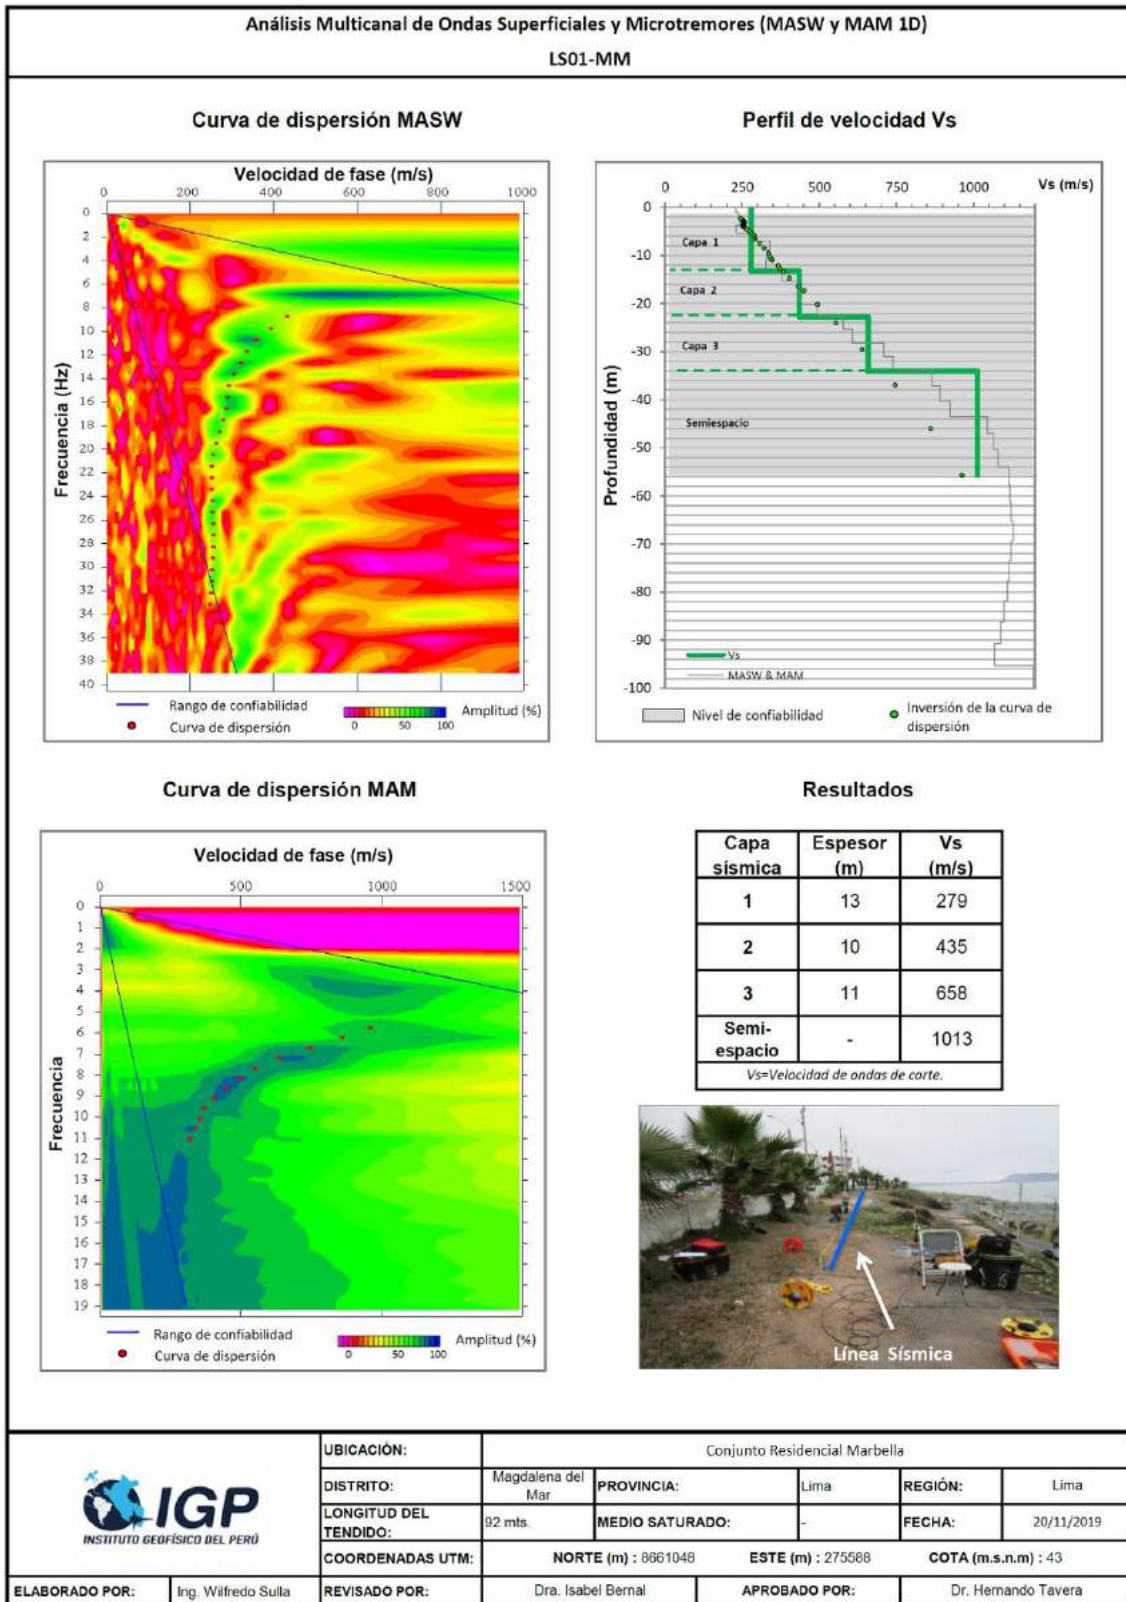 Análisis Multicanal de Ondas Superficiales y Microtremores (MASW y MAM 1D)
LS01-MM
Curva de dispersión MASW
Velocidad de fase (m/s)
0 200 400 600 800 1000
Frecuencia (Hz)
0
2
4
6
8
10
12
14
16
18
20
22
24
26
28
30
32
34
36
38
40
Rango de confiabilidad
Curva de dispersión
0 50 100
Amplitud (%)
Perfil de velocidad Vs
0 250 500 750 1000 Vs (m/s)
Profundidad (m)
0
-10
-20
-30
-40
-50
-60
-70
-80
-90
-100
Capa 1
Capa 2
Capa 3
Semiespacio
Vs
MASW & MAM
Nivel de confiabilidad
Inversión de la curva de
dispersión
Curva de dispersión MAM
Velocidad de fase (m/s)
0 500 1000 1500
Frecuencia
0
1
2
3
4
5
6
7
8
9
10
11
12
13
14
15
16
17
18
19
Rango de confiabilidad
Curva de dispersión
0 50 100
Amplitud (%)
Resultados
Capa sísmica Espesor (m) Vs (m/s)
1 13 279
2 10 435
3 11 658
Semi-espacio - 1013
Vs=Velocidad de ondas de corte.
Línea Sísmica
IGP
INSTITUTO GEOFÍSICO DEL PERÚ
UBICACIÓN: Conjunto Residencial Marbella
DISTRITO: Magdalena del Mar PROVINCIA: Lima REGIÓN: Lima
LONGITUD DEL TENDIDO: 92 mts. MEDIO SATURADO: - FECHA: 20/11/2019
COORDENADAS UTM: NORTE (m) : 8661048 ESTE (m) : 275588 COTA (m.s.n.m) : 43
ELABORADO POR: Ing. Wilfredo Sulla REVISADO POR: Dra. Isabel Bernal APROBADO POR: Dr. Hernando Tavera